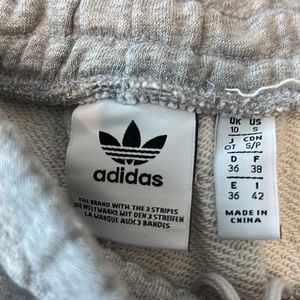 adidas
THE BRAND WITH THE 3 STRIPES
DIE WELTMARKE MIT DEN 3 STREIFEN
LA MARQUE AUX 3 BANDES
UK US
10 S
J CDN
OT S/P
D F
36 38
E I
36 42
MADE IN
CHINA